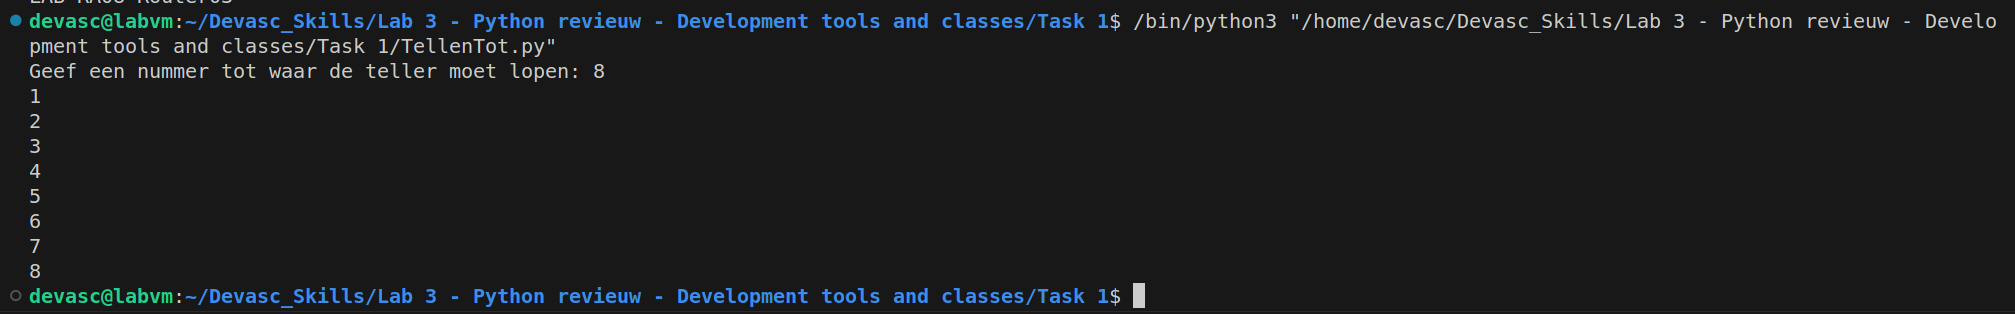 devasc@labvm:~/Devasc_Skills/Lab 3 - Python revieuw - Development tools and classes/Task 1$ /bin/python3 "/home/devasc/Devasc_Skills/Lab 3 - Python revieuw - Develo
pment tools and classes/Task 1/TellenTot.py"
Geef een nummer tot waar de teller moet lopen: 8
1
2
3
4
5
6
7
8
devasc@labvm:~/Devasc_Skills/Lab 3 - Python revieuw - Development tools and classes/Task 1$